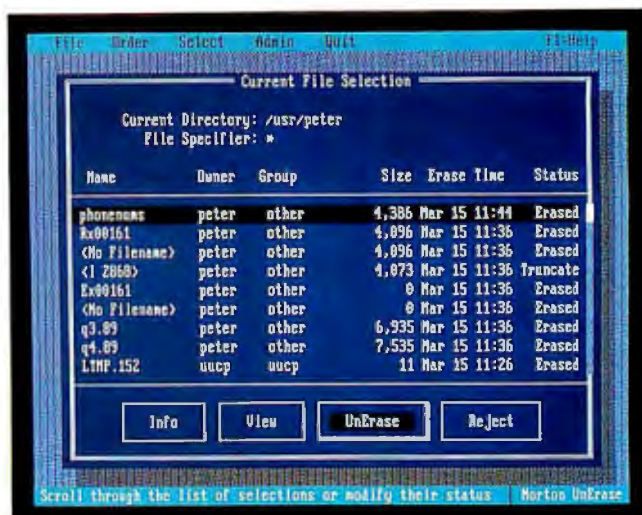 File Order Select Admin Quit F1=Help
Current File Selection
Current Directory: /usr/peter
File Specifier: *
Name Owner Group Size Erase Time Status
phonenums peter other 4,386 Mar 15 11:44 Erased
Rx00161 peter other 4,096 Mar 15 11:36 Erased
<No Filename> peter other 4,096 Mar 15 11:36 Erased
<I 2868> peter other 4,073 Mar 15 11:36 Truncate
Ex00161 peter other 0 Mar 15 11:36 Erased
<No Filename> peter other 0 Mar 15 11:36 Erased
q3.89 peter other 6,935 Mar 15 11:36 Erased
q4.89 peter other 7,535 Mar 15 11:36 Erased
LTMP.152 uucp uucp 11 Mar 15 11:26 Erased
Info View UnErase Reject
Scroll through the list of selections or modify their status Norton UnErase